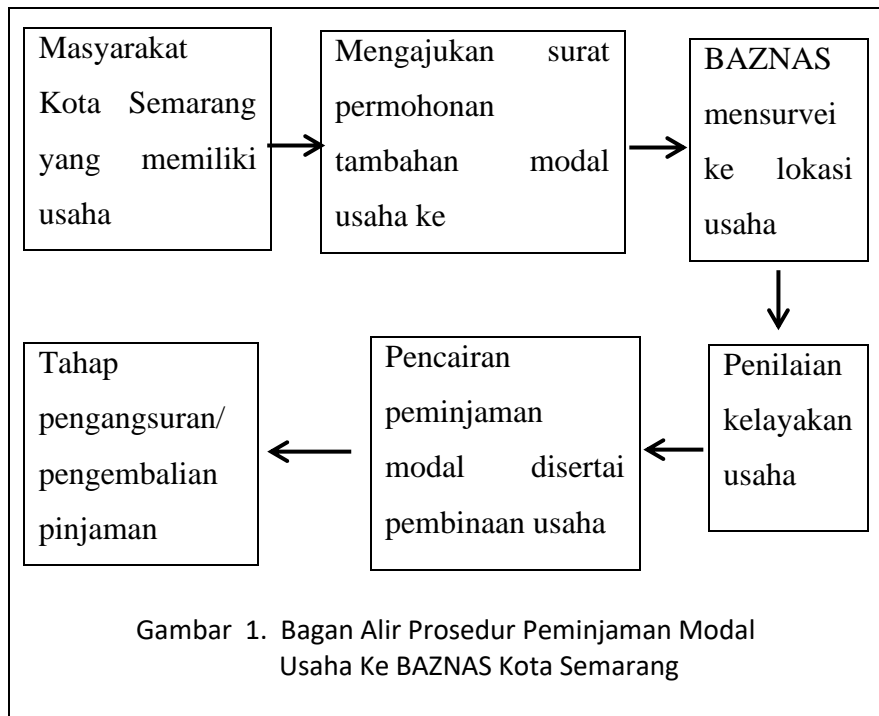 Masyarakat
Kota Semarang
yang memiliki
usaha
Mengajukan surat
permohonan
tambahan modal
usaha ke
BAZNAS
mensurvei
ke lokasi
usaha
Penilaian
kelayakan
usaha
Pencairan
peminjaman
modal disertai
pembinaan usaha
Tahap
pengangsuran/
pengembalian
pinjaman
Gambar 1. Bagan Alir Prosedur Peminjaman Modal
Usaha Ke BAZNAS Kota Semarang